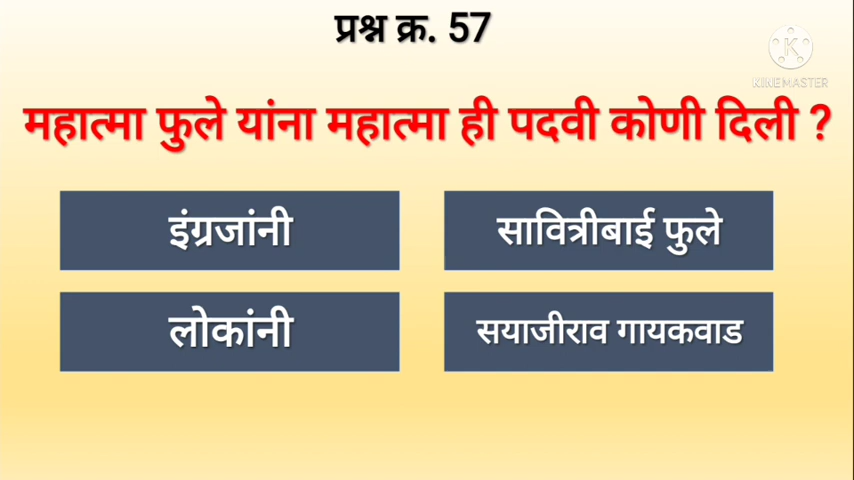 प्रश्न क्र. 57
KINEMASTER
महात्मा फुले यांना महात्मा ही पदवी कोणी दिली ?
इंग्रजांनी
सावित्रीबाई फुले
लोकांनी
सयाजीराव गायकवाड